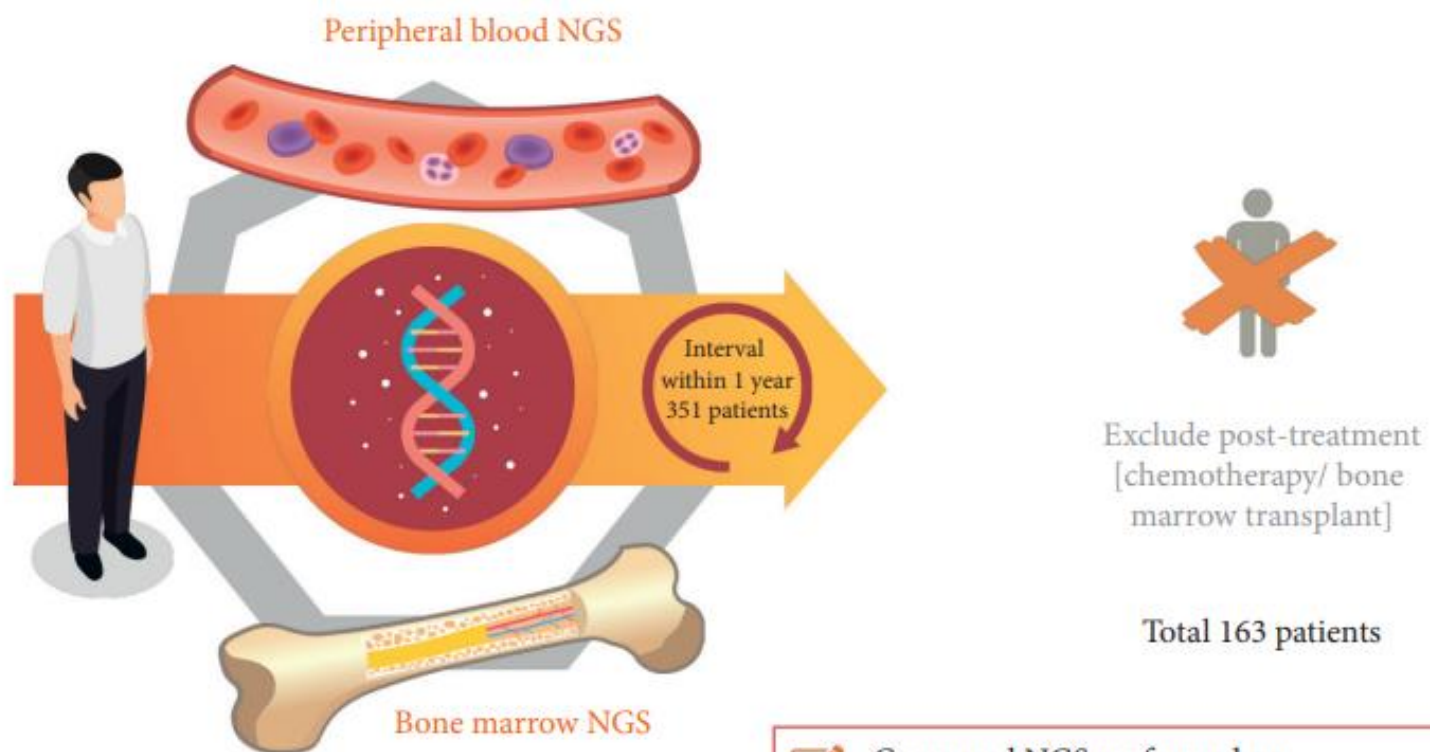 Peripheral blood NGS
Interval
within 1 year
351 patients
Exclude post-treatment
[chemotherapy/ bone
marrow transplant]
Total 163 patients
Bone marrow NGS